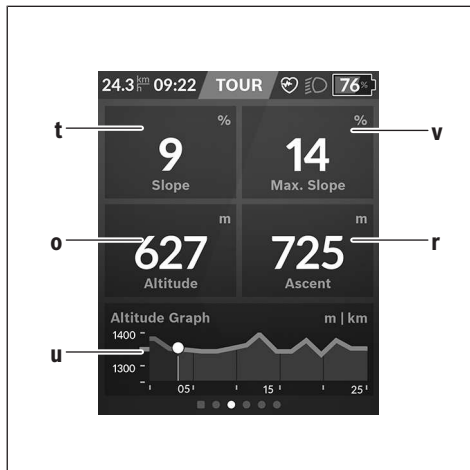 24.3 km/h 09:22 TOUR 76%
t % % v
9 14
Slope Max. Slope
o m m r
627 725
Altitude Ascent
Altitude Graph m | km
1400
u
1300
05 15 25